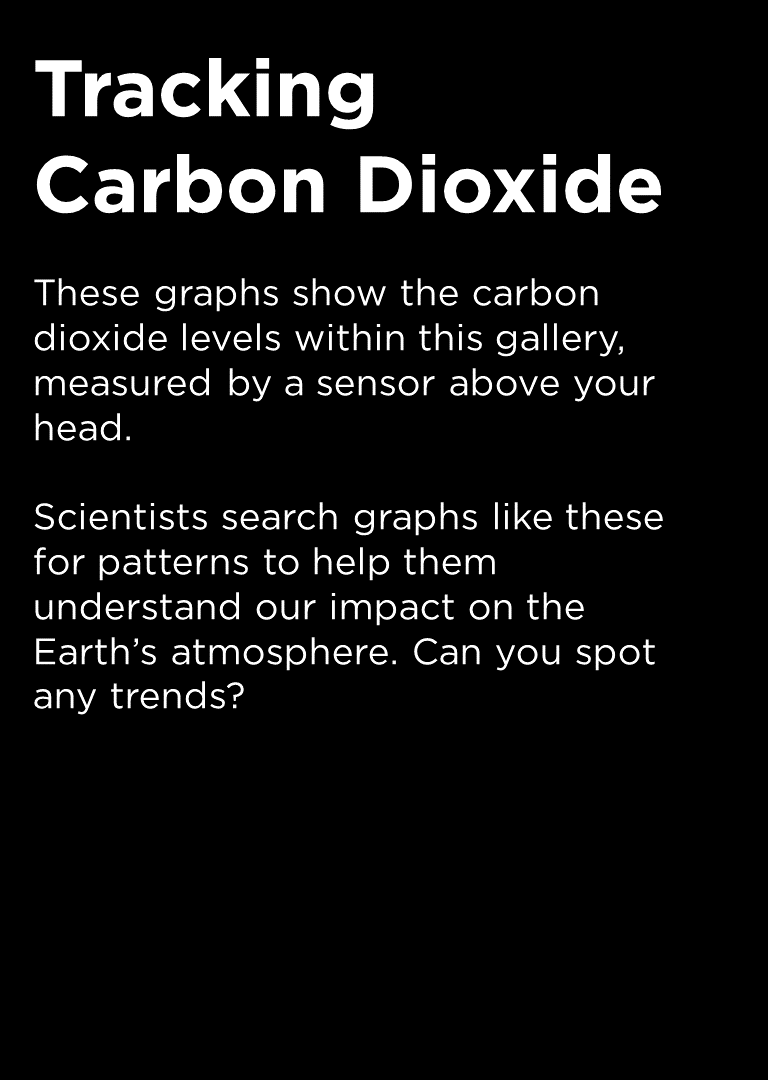 Tracking
Carbon Dioxide
These graphs show the carbon
dioxide levels within this gallery,
measured by a sensor above your
head.
Scientists search graphs like these
for patterns to help them
understand our impact on the
Earth’s atmosphere. Can you spot
any trends?